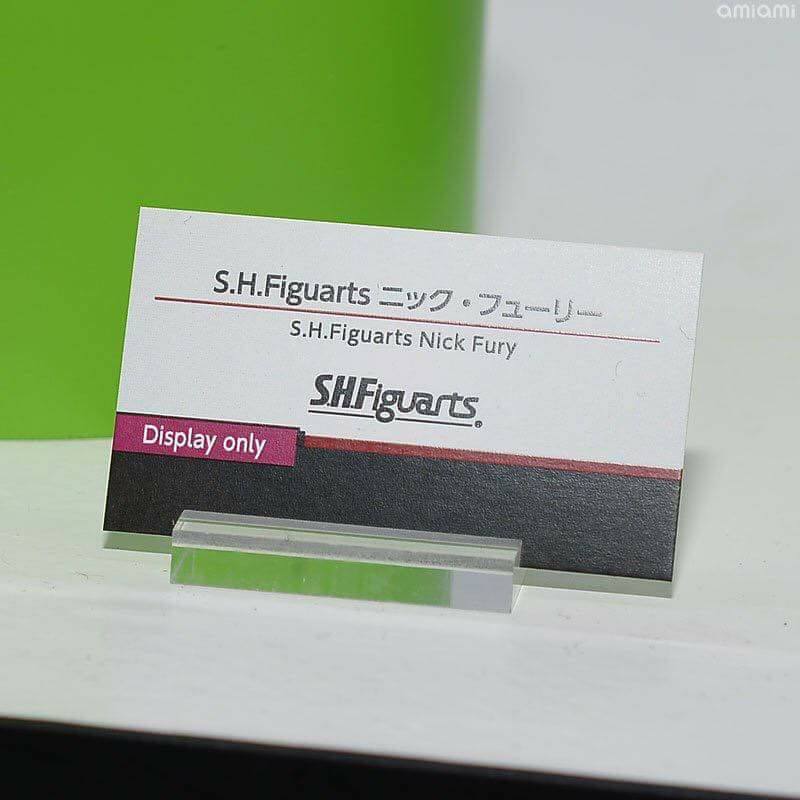 amiami
S.H.Figuarts ニック・フューリー
S.H.Figuarts Nick Fury
S.H.Figuarts
Display only